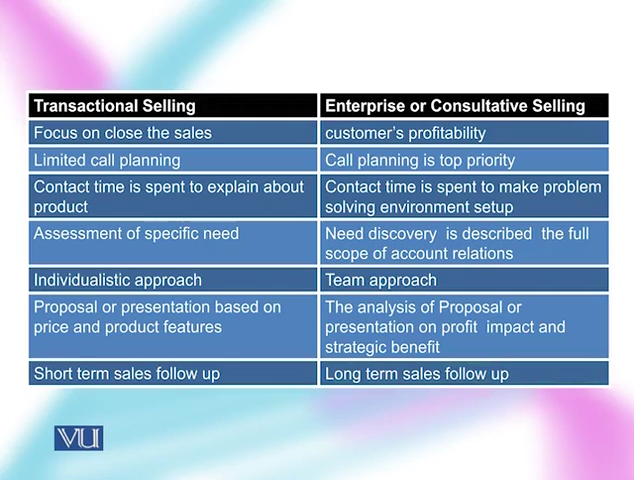 Transactional Selling
Enterprise or Consultative Selling
Focus on close the sales
customer's profitability
Limited call planning
Call planning is top priority
Contact time is spent to explain about
product
Contact time is spent to make problem
solving environment setup
Assessment of specific need
Need discovery is described the full
scope of account relations
Individualistic approach
Team approach
Proposal or presentation based on
price and product features
The analysis of Proposal or
presentation on profit impact and
strategic benefit
Short term sales follow up
Long term sales follow up
VU